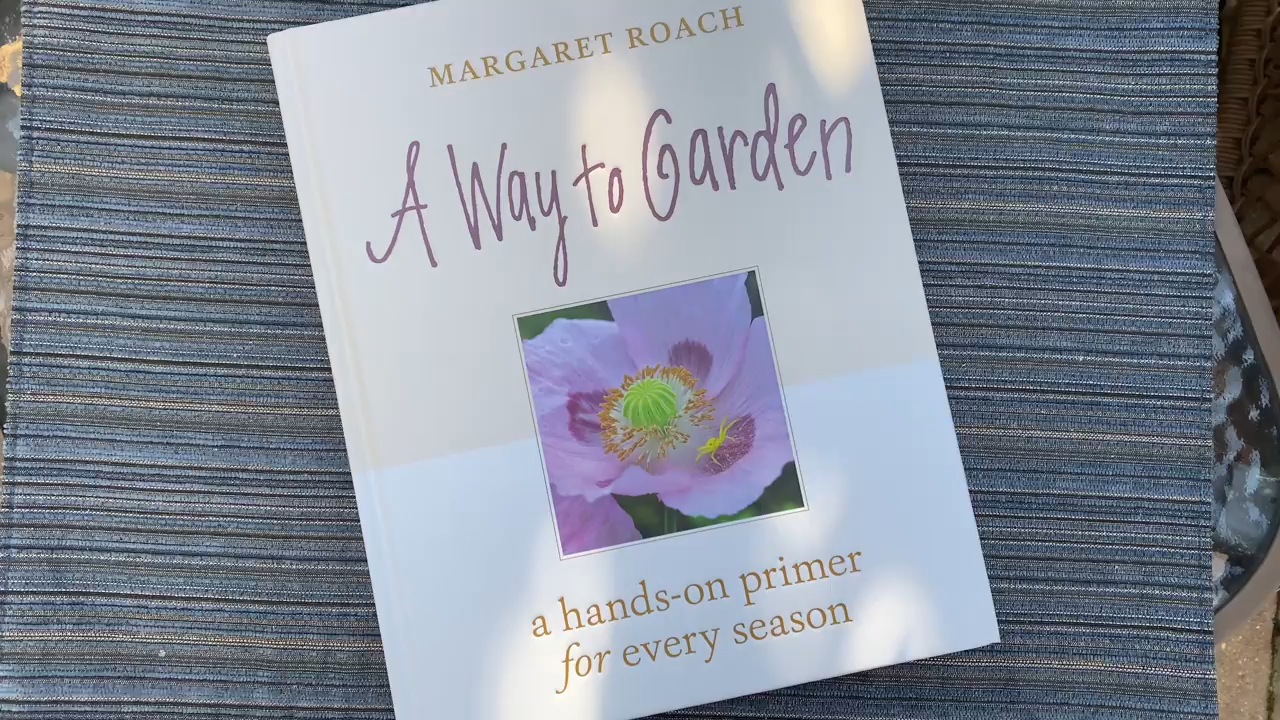 MARGARET ROACH
A Way to Garden
a hands-on primer
for every season